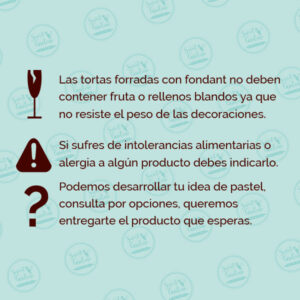 Las tortas forradas con fondant no deben
contener fruta o rellenos blandos ya que
no resiste el peso de las decoraciones.
Si sufres de intolerancias alimentarias o
alergia a algún producto debes indicarlo.
?
Podemos desarrollar tu idea de pastel,
consulta por opciones, queremos
entregarte el producto que esperas.